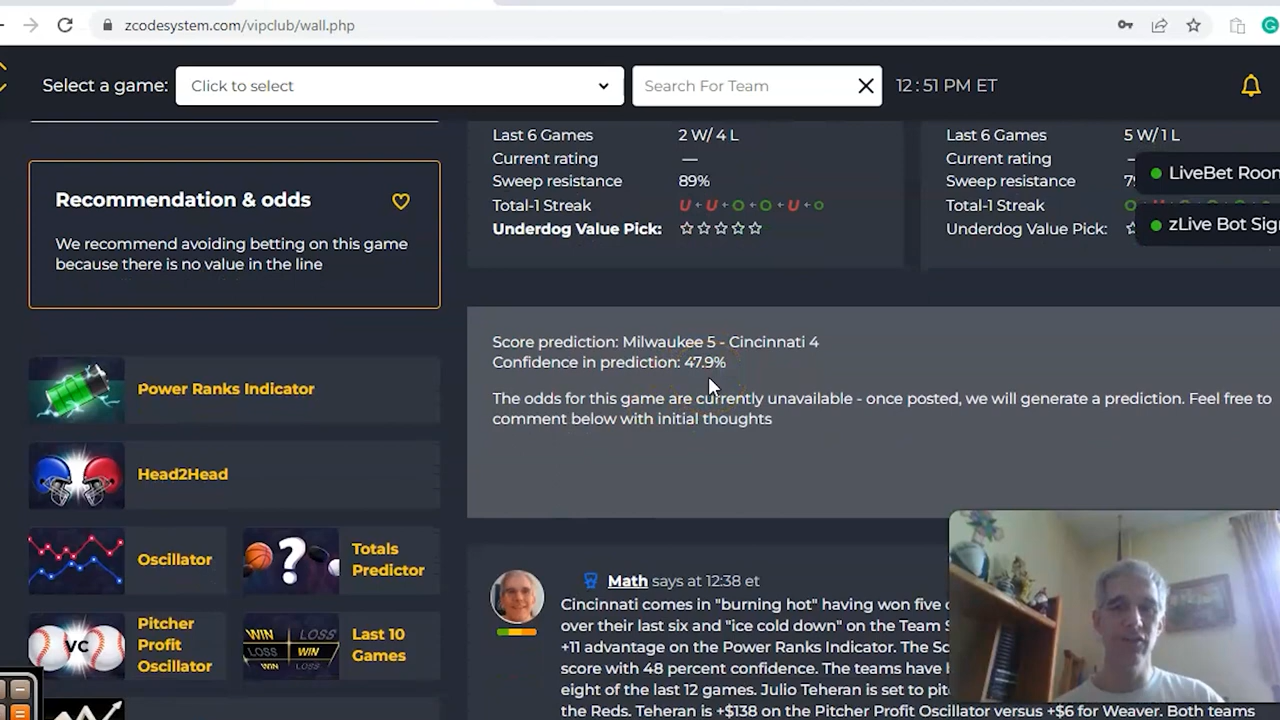 zcodesystem.com/vipclub/wall.php
Select a game: Click to select Search For Team 12:51 PM ET
Last 6 Games 2 W/ 4 L
Current rating —
Sweep resistance 89%
Total-1 Streak U + U + O + O + U + O
Underdog Value Pick:
Last 6 Games 5 W/ 1 L
Current rating
Sweep resistance
Total-1 Streak
Underdog Value Pick:
LiveBet Room
zLive Bot Sig
Recommendation & odds
We recommend avoiding betting on this game
because there is no value in the line
Score prediction: Milwaukee 5 - Cincinnati 4
Confidence in prediction: 47.9%
The odds for this game are currently unavailable - once posted, we will generate a prediction. Feel free to
comment below with initial thoughts
Power Ranks Indicator
Head2Head
Oscillator
Totals
Predictor
Pitcher
Profit
Oscillator
VC
WIN LOSS
LOSS WIN
WIN LOSS
Last 10
Games
Math says at 12:38 et
Cincinnati comes in "burning hot" having won five
over their last six and "ice cold down" on the Team
+11 advantage on the Power Ranks Indicator. The
score with 48 percent confidence. The teams have
eight of the last 12 games. Julio Teheran is set to
the Reds. Teheran is +$138 on the Pitcher Profit Oscillator versus +$6 for Weaver. Both teams